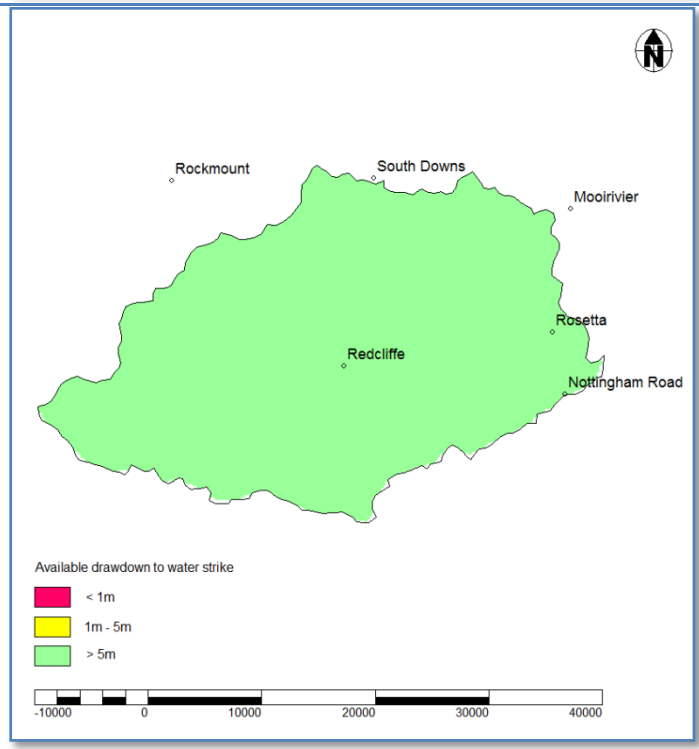 N
Rockmount
South Downs
Mooirivier
Rosetta
Redcliffe
Nottingham Road
Available drawdown to water strike
< 1m
1m - 5m
> 5m
-10000 0 10000 20000 30000 40000